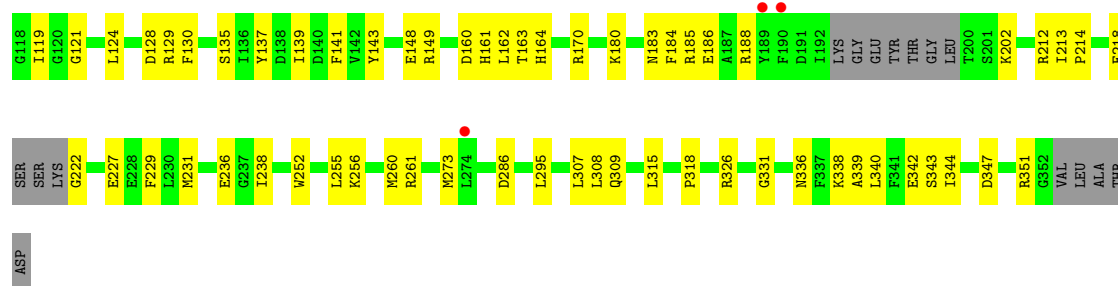 G118 I119 G120 G121 L124 D128 R129 F130 S135 I136 Y137 D138 I139 D140 F141 V142 Y143 E148 R149 D160 H161 L162 T163 H164 R170 K180 N183 F184 R185 E186 A187 R188 Y189 F190 D191 I192 LYS GLY GLU TYR THR GLY LEU T200 S201 K202 R212 I213 P214
SER SER LYS G222 E227 E228 F229 L230 M231 E236 G237 I238 W252 L255 K256 M260 R261 M273 L274 D286 L295 L307 L308 Q309 L315 P318 R326 G331 N336 F337 K338 A339 L340 F341 E342 S343 I344 D347 R351 G352 VAL LEU ALA THR
ASP